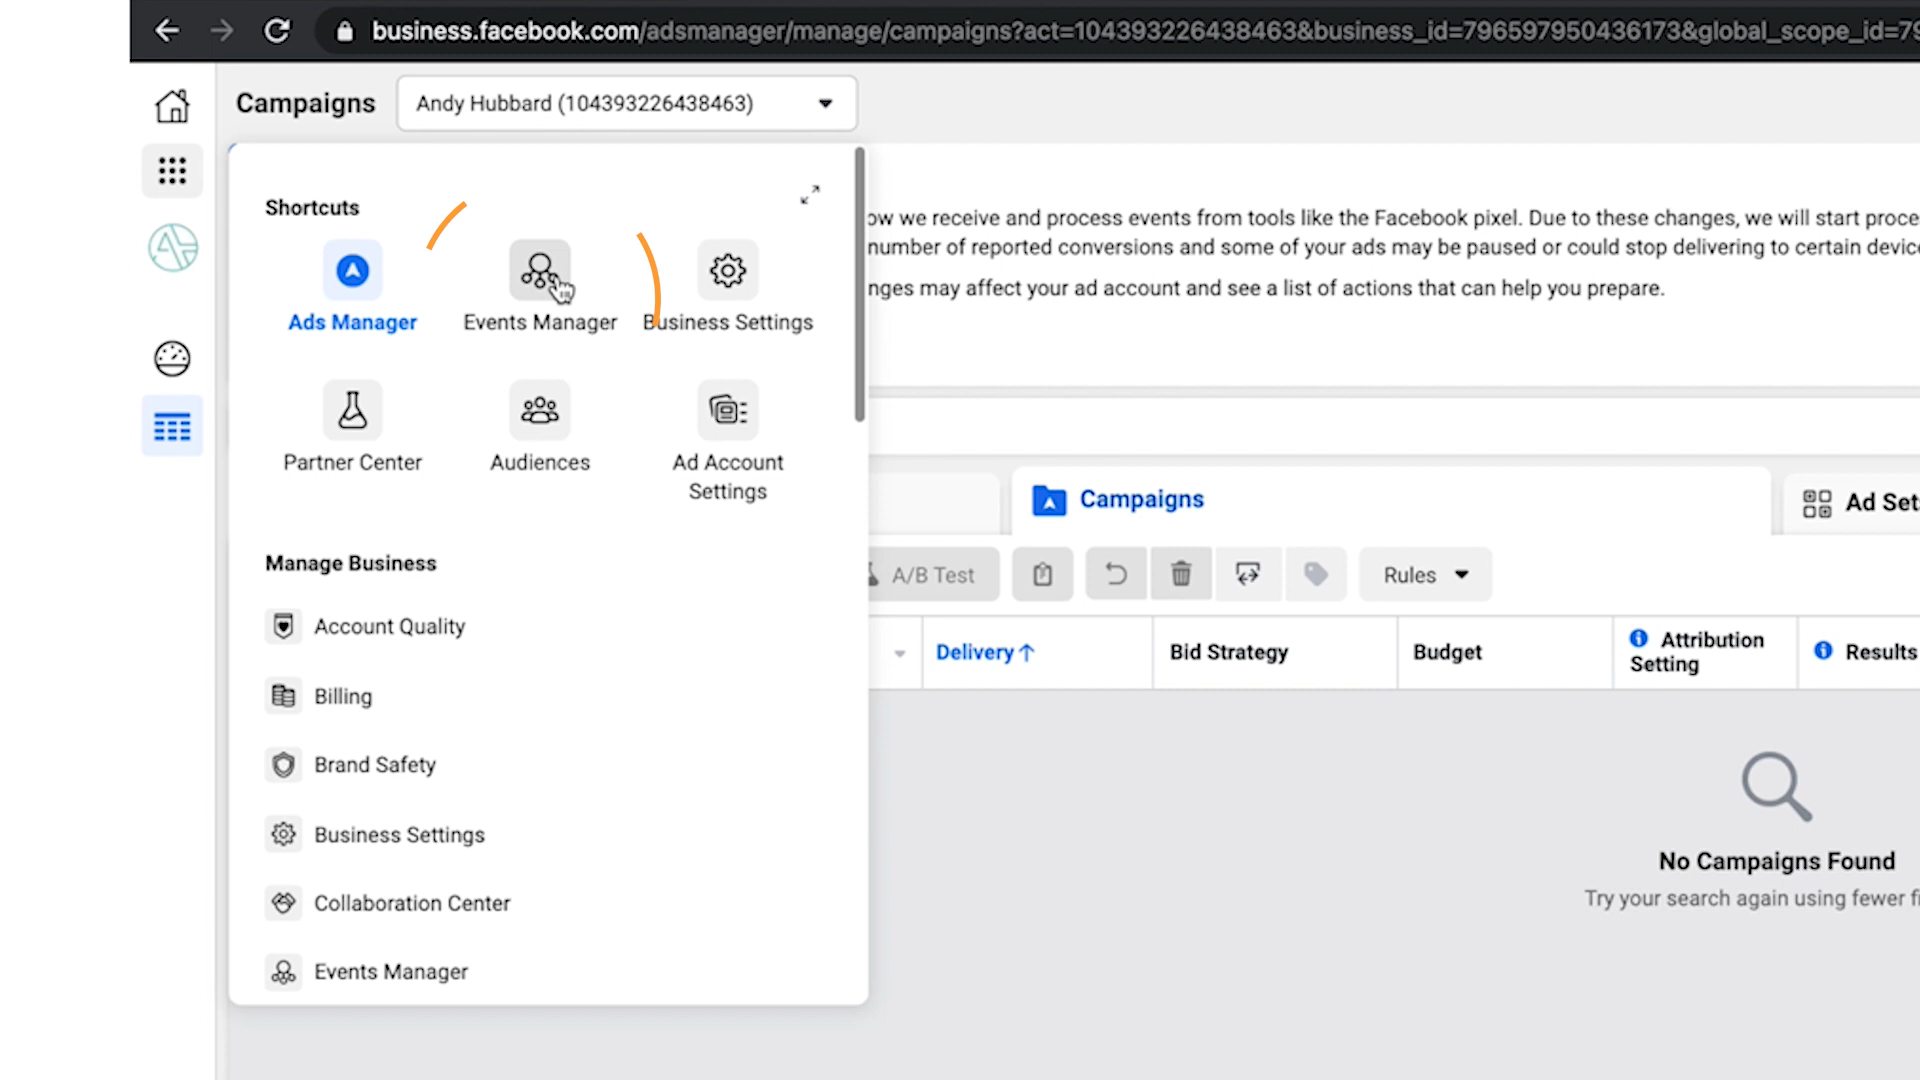 business.facebook.com/adsmanager/manage/campaigns?act=104393226438463&business_id=796597950436173&global_scope_id=79
Campaigns
Andy Hubbard (104393226438463)
Shortcuts
Ads Manager
Events Manager
Business Settings
Partner Center
Audiences
Ad Account
Settings
Manage Business
Account Quality
Billing
Brand Safety
Business Settings
Collaboration Center
Events Manager
ow we receive and process events from tools like the Facebook pixel. Due to these changes, we will start proce
number of reported conversions and some of your ads may be paused or could stop delivering to certain device
nges may affect your ad account and see a list of actions that can help you prepare.
Campaigns
Ad Sets
A/B Test
Rules
Delivery↑
Bid Strategy
Budget
Attribution
Setting
Results
No Campaigns Found
Try your search again using fewer fi